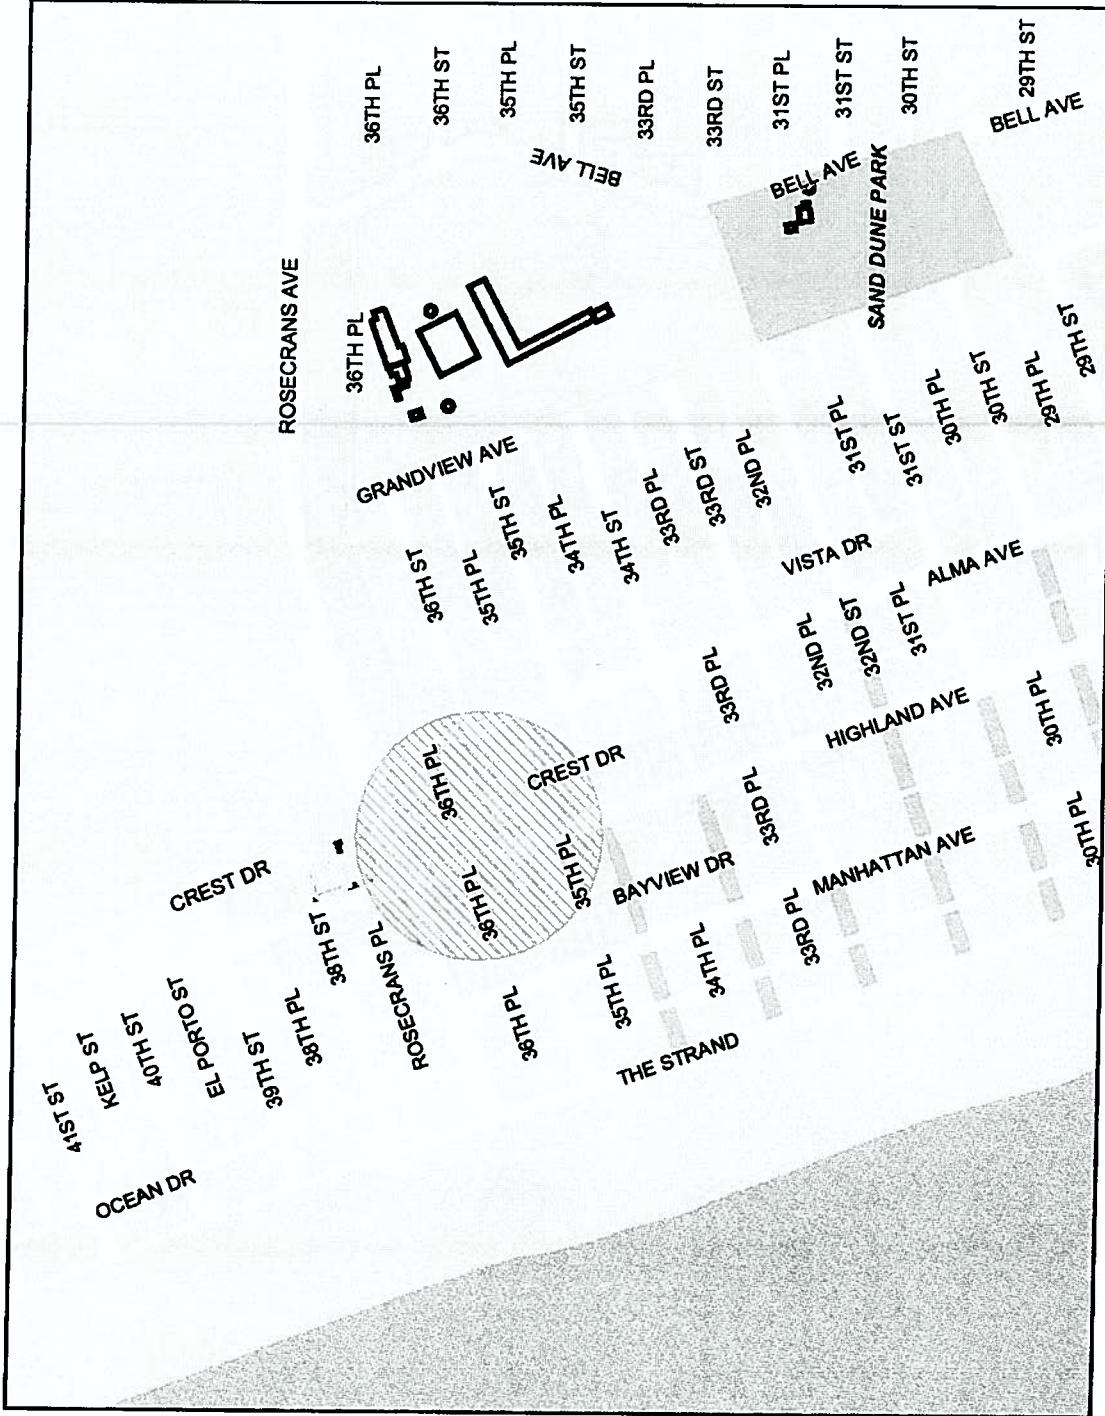 36TH PL
36TH ST
35TH PL
35TH ST
33RD PL
33RD ST
31ST PL
31ST ST
30TH ST
29TH ST
BELL AVE
BELL AVE
BELL AVE
SAND DUNE PARK
ROSECRANS AVE
36TH PL
GRANDVIEW AVE
36TH ST
35TH PL
35TH ST
34TH PL
34TH ST
33RD PL
33RD ST
32ND PL
31ST PL
31ST ST
30TH PL
30TH ST
29TH PL
29TH ST
VISTA DR
ALMA AVE
33RD PL
32ND PL
32ND ST
31ST PL
HIGHLAND AVE
30TH PL
CREST DR
36TH PL
CREST DR
33RD PL
36TH PL
35TH PL
BAYVIEW DR
MANHATTAN AVE
30TH PL
38TH ST
ROSECRANS PL
36TH PL
35TH PL
34TH PL
33RD PL
THE STRAND
41ST ST
KELP ST
40TH ST
EL PORTO ST
39TH ST
38TH PL
OCEAN DR